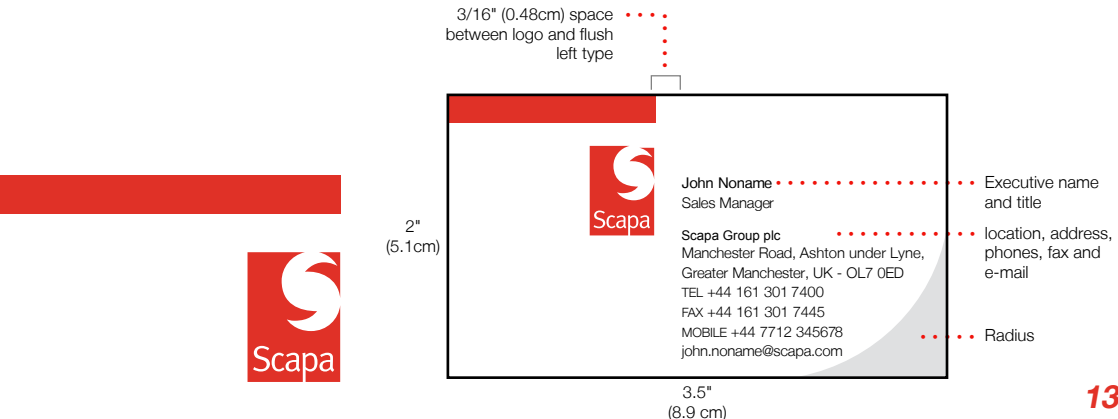 3/16" (0.48cm) space
between logo and flush
left type
Scapa
2"
(5.1cm)
Scapa
John Noname
Sales Manager
Scapa Group plc
Manchester Road, Ashton under Lyne,
Greater Manchester, UK - OL7 0ED
TEL +44 161 301 7400
FAX +44 161 301 7445
MOBILE +44 7712 345678
john.noname@scapa.com
Executive name
and title
location, address,
phones, fax and
e-mail
Radius
3.5"
(8.9 cm)
13